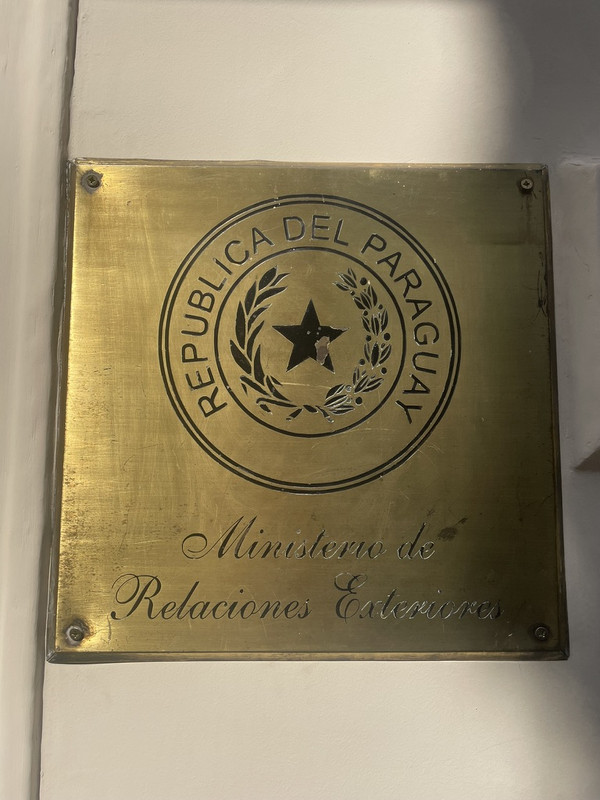 REPUBLICA DEL PARAGUAY
Ministerio de
Relaciones Exteriores